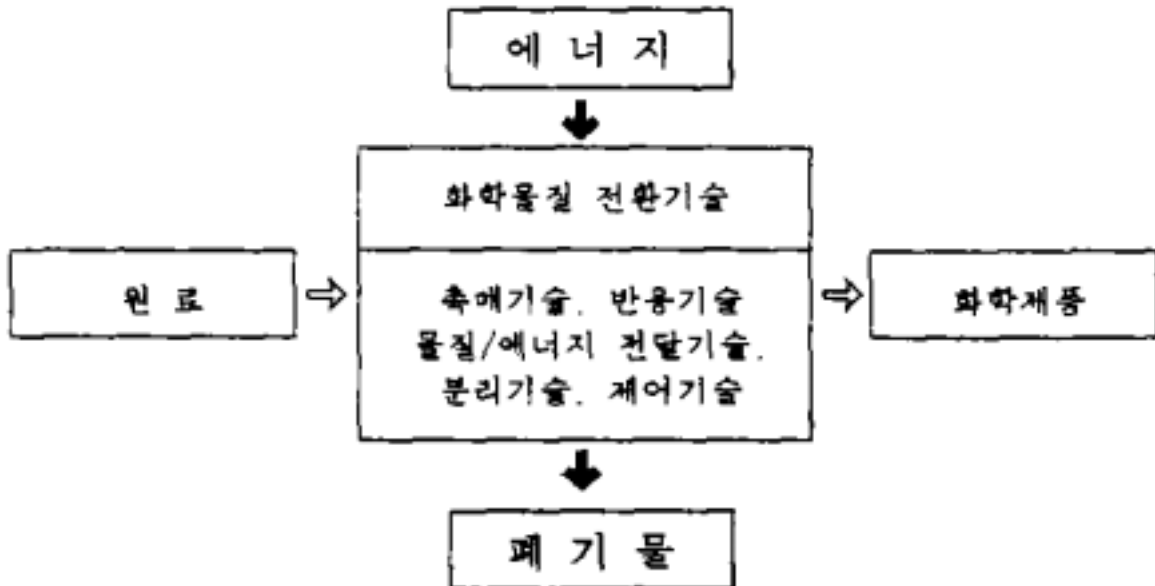 에 너 지
화학물질 전환기술
원 료
촉매기술, 반응기술
물질/에너지 전달기술,
분리기술, 제어기술
화학제품
폐 기 물